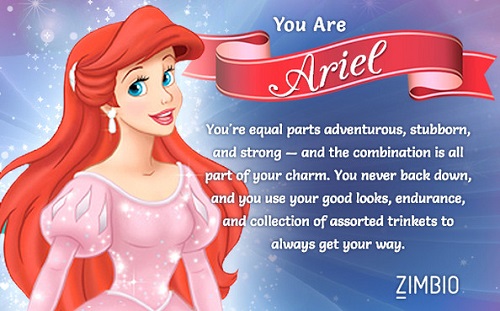 You Are
Ariel
You're equal parts adventurous, stubborn,
and strong — and the combination is all
part of your charm. You never back down,
and you use your good looks, endurance,
and collection of assorted trinkets to
always get your way.
ZIMBIO